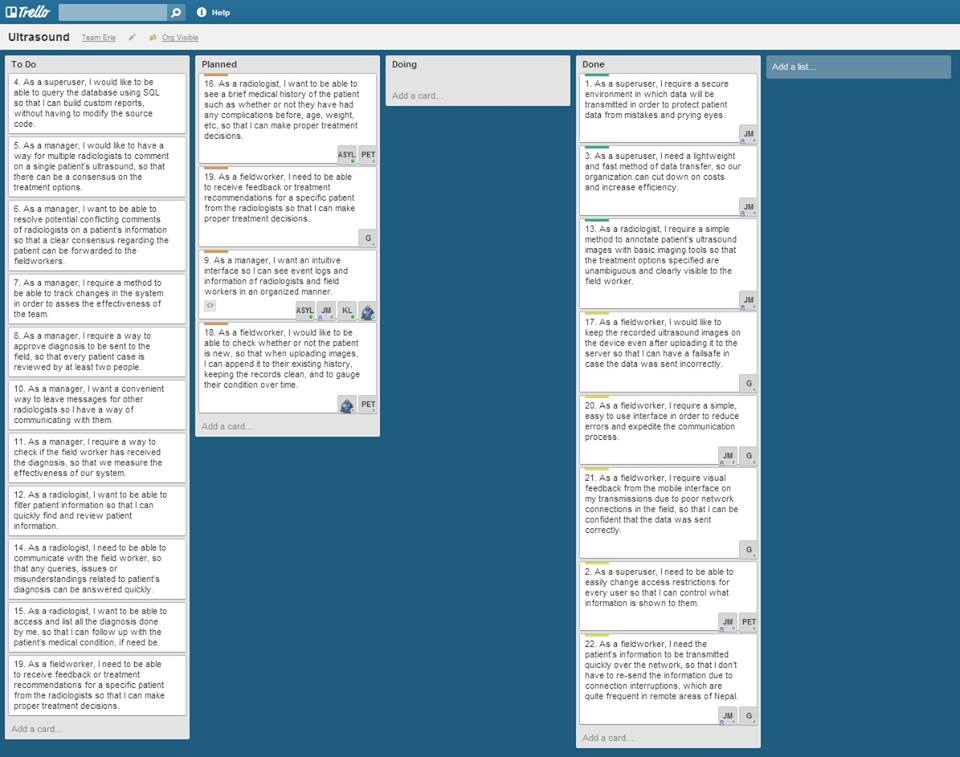 Trello
Help
Ultrasound
Team Erie
Org Visible
To Do
4. As a superuser, I would like to be
able to query the database using SQL
so that I can build custom reports,
without having to modify the source
code.
5. As a manager, I would like to have a
way for multiple radiologists to comment
on a single patient's ultrasound, so that
there can be a consensus on the
treatment options.
6. As a manager, I want to be able to
resolve potential conflicting comments
of radiologists on a patient's information
so that a clear consensus regarding the
patient can be forwarded to the
fieldworkers.
7. As a manager, I require a method to
be able to track changes in the system
in order to asses the effectiveness of
the team.
8. As a manager, I require a way to
approve diagnosis to be sent to the
field, so that every patient case is
reviewed by at least two people.
10. As a manager, I want a convenient
way to leave messages for other
radiologists so I have a way of
communicating with them.
11. As a manager, I require a way to
check if the field worker has received
the diagnosis, so that we measure the
effectiveness of our system.
12. As a radiologist, I want to be able to
filter patient information so that I can
quickly find and review patient
information.
14. As a radiologist, I need to be able to
communicate with the field worker, so
that any queries, issues or
misunderstandings related to patient's
diagnosis can be answered quickly.
15. As a radiologist, I want to be able to
access and list all the diagnosis done
by me, so that I can follow up with the
patient's medical condition, if need be.
19. As a fieldworker, I need to be able
to receive feedback or treatment
recommendations for a specific patient
from the radiologists so that I can make
proper treatment decisions.
Add a card...
Planned
16. As a radiologist, I want to be able to
see a brief medical history of the patient
such as whether or not they have had
any complications before, age, weight,
etc, so that I can make proper treatment
decisions.
ASYL PET
19. As a fieldworker, I need to be able
to receive feedback or treatment
recommendations for a specific patient
from the radiologists so that I can make
proper treatment decisions.
G
9. As a manager, I want an intuitive
interface so I can see event logs and
information of radiologists and field
workers in an organized manner.
ASYL JM KL
18. As a fieldworker, I would like to be
able to check whether or not the patient
is new, so that when uploading images,
I can append it to their existing history,
keeping the records clean, and to gauge
their condition over time.
PET
Add a card...
Doing
Add a card...
Done
1. As a superuser, I require a secure
environment in which data will be
transmitted in order to protect patient
data from mistakes and prying eyes.
JM
3. As a superuser, I need a lightweight
and fast method of data transfer, so our
organization can cut down on costs
and increase efficiency.
JM
13. As a radiologist, I require a simple
method to annotate patient's ultrasound
images with basic imaging tools so that
the treatment options specified are
unambiguous and clearly visible to the
field worker.
JM
17. As a fieldworker, I would like to
keep the recorded ultrasound images on
the device even after uploading it to the
server so that I can have a failsafe in
case the data was sent incorrectly.
G
20. As a fieldworker, I require a simple,
easy to use interface in order to reduce
errors and expedite the communication
process.
JM G
21. As a fieldworker, I require visual
feedback from the mobile interface on
my transmissions due to poor network
connections in the field, so that I can be
confident that the data was sent
correctly.
G
2. As a superuser, I need to be able to
easily change access restrictions for
every user so that I can control what
information is shown to them.
JM PET
22. As a fieldworker, I need the
patient's information to be transmitted
quickly over the network, so that I don't
have to re-send the information due to
connection interruptions, which are
quite frequent in remote areas of Nepal.
JM G
Add a card...
Add a list...